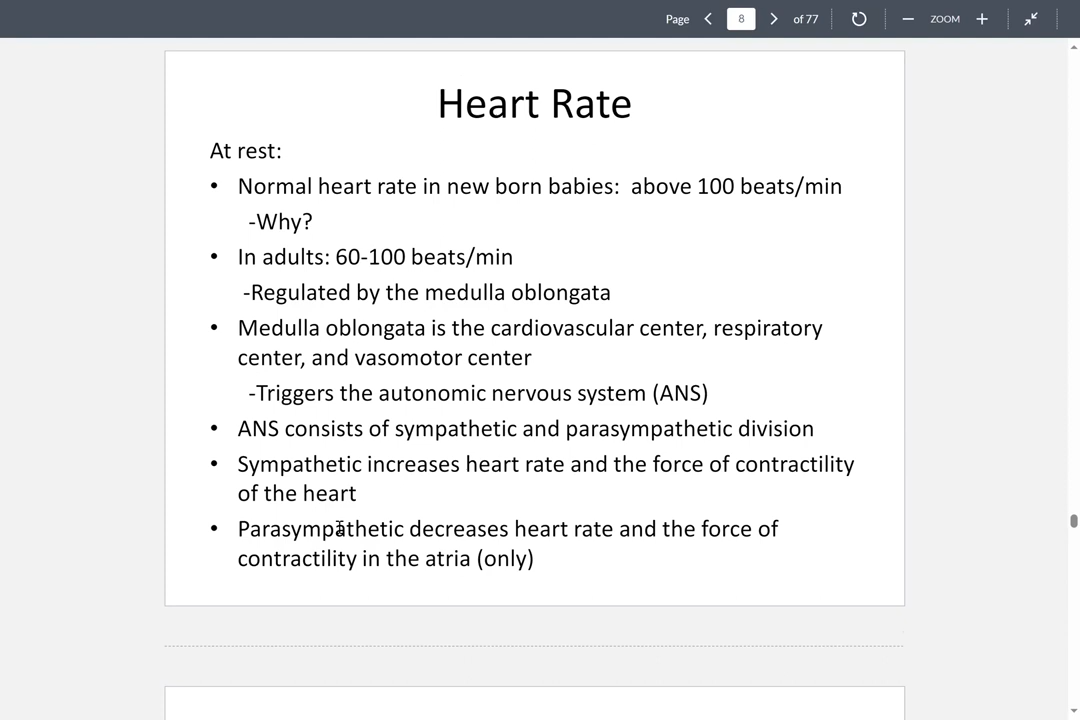 Page 8 of 77 ZOOM
Heart Rate
At rest:
• Normal heart rate in new born babies: above 100 beats/min
-Why?
• In adults: 60-100 beats/min
-Regulated by the medulla oblongata
• Medulla oblongata is the cardiovascular center, respiratory
center, and vasomotor center
-Triggers the autonomic nervous system (ANS)
• ANS consists of sympathetic and parasympathetic division
• Sympathetic increases heart rate and the force of contractility
of the heart
• Parasympathetic decreases heart rate and the force of
contractility in the atria (only)